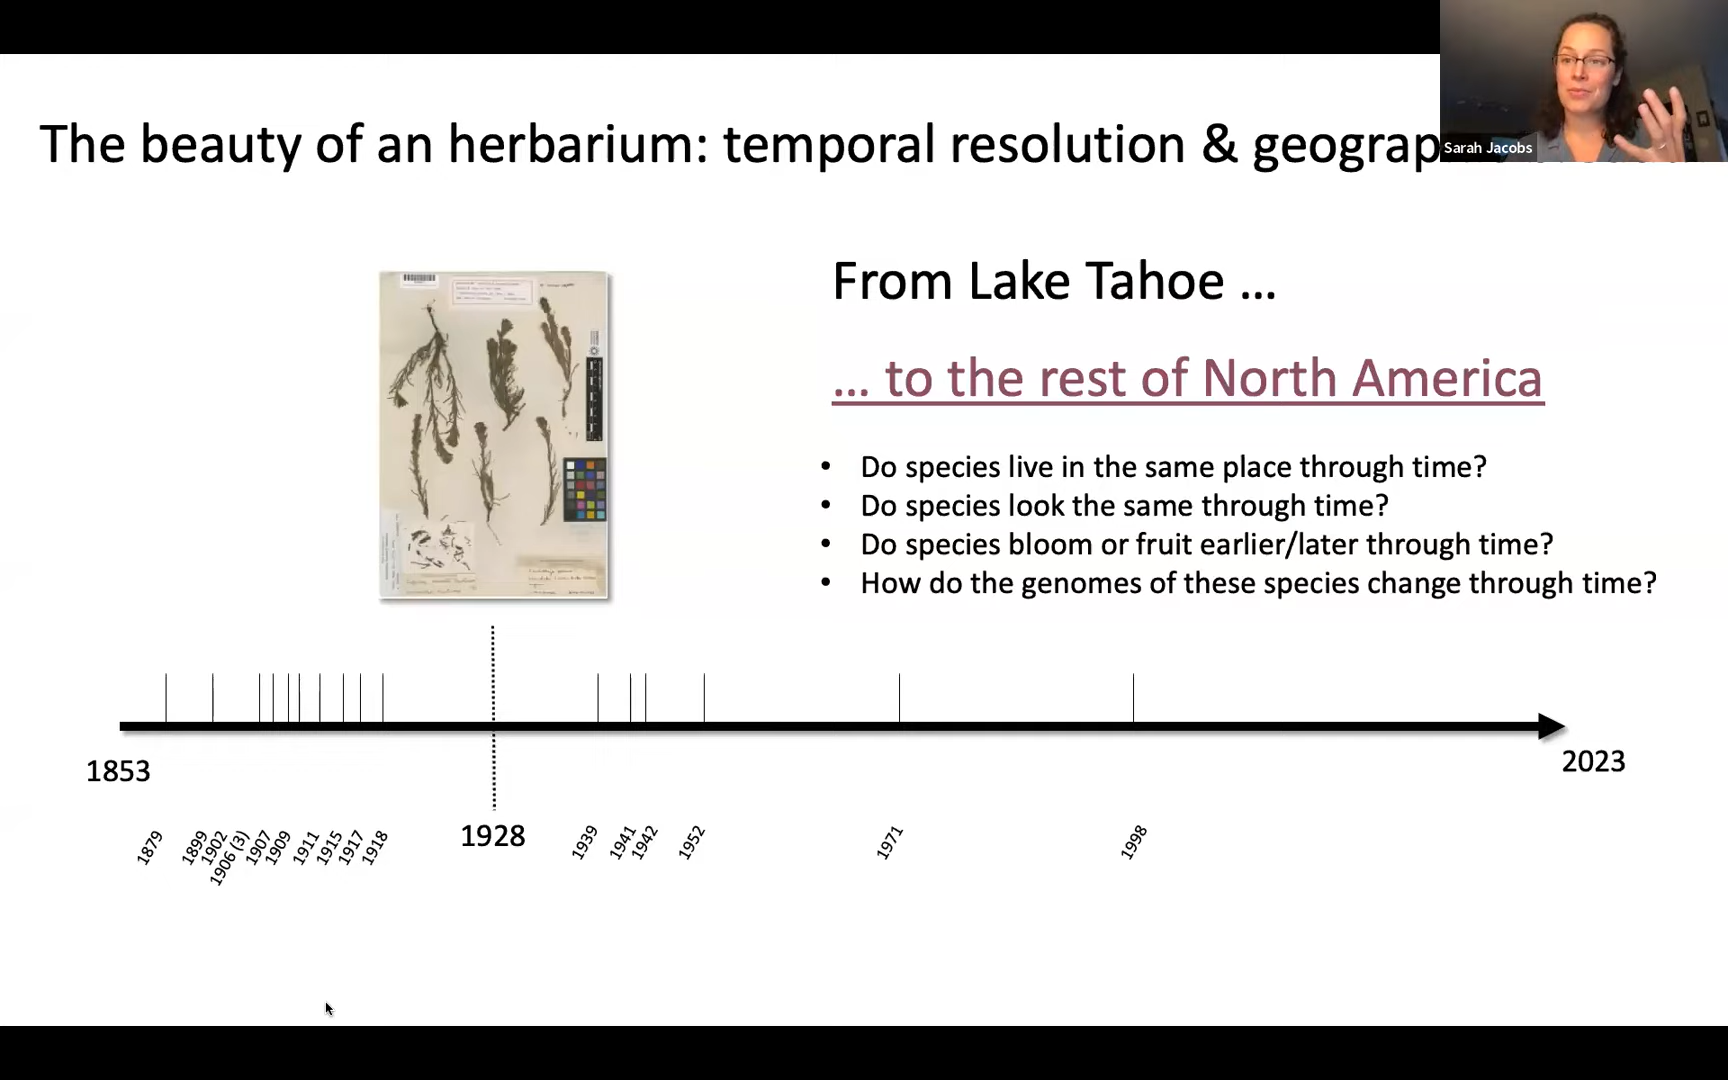 The beauty of an herbarium: temporal resolution & geograp
Sarah Jacobs
From Lake Tahoe ...
... to the rest of North America
• Do species live in the same place through time?
• Do species look the same through time?
• Do species bloom or fruit earlier/later through time?
• How do the genomes of these species change through time?
1853
2023
1879
1899
1902
1906 (3)
1907
1909
1911
1915
1917
1918
1928
1939
1941
1942
1952
1971
1998